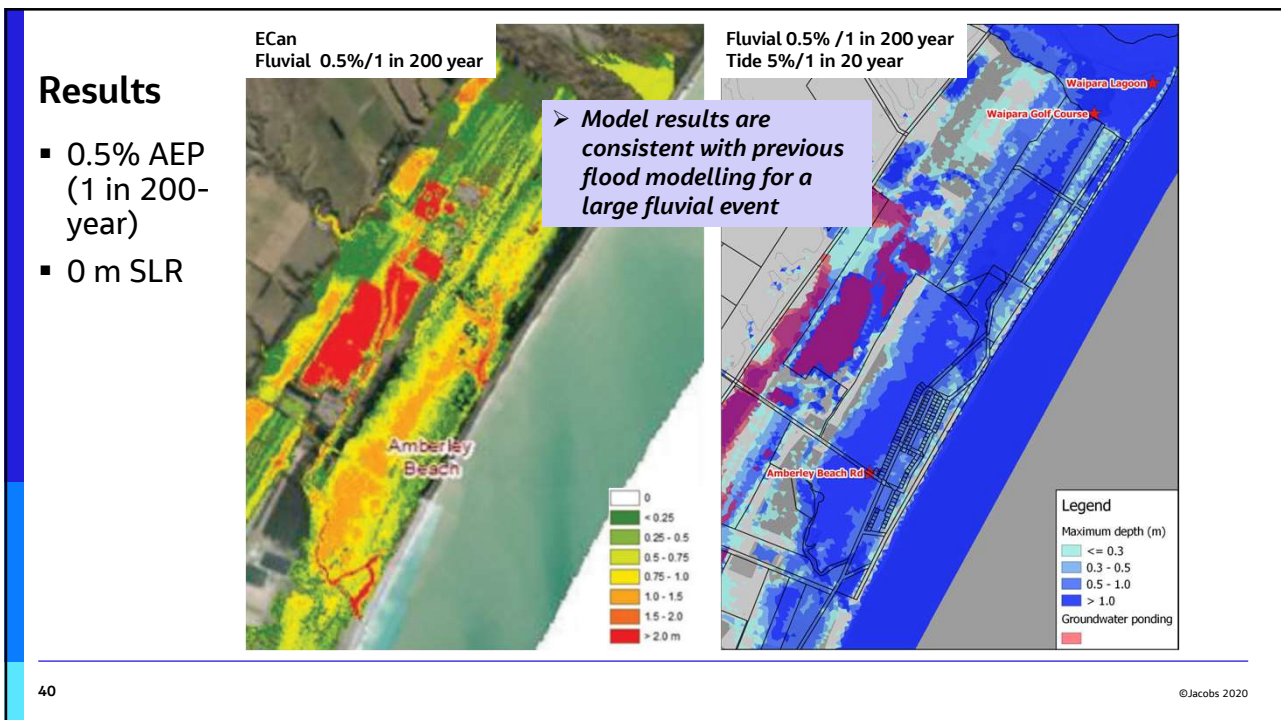 Results
▪ 0.5% AEP
(1 in 200-
year)
▪ 0 m SLR
ECan
Fluvial 0.5%/1 in 200 year
Amberley
Beach
0
< 0.25
0.25 - 0.5
0.5 - 0.75
0.75 - 1.0
1.0 - 1.5
1.5 - 2.0
> 2.0 m
➢ Model results are
consistent with previous
flood modelling for a
large fluvial event
Fluvial 0.5% /1 in 200 year
Tide 5%/1 in 20 year
Waipara Lagoon
Waipara Golf Course
Amberley Beach Rd
Legend
Maximum depth (m)
<= 0.3
0.3 - 0.5
0.5 - 1.0
> 1.0
Groundwater ponding
40
©Jacobs 2020